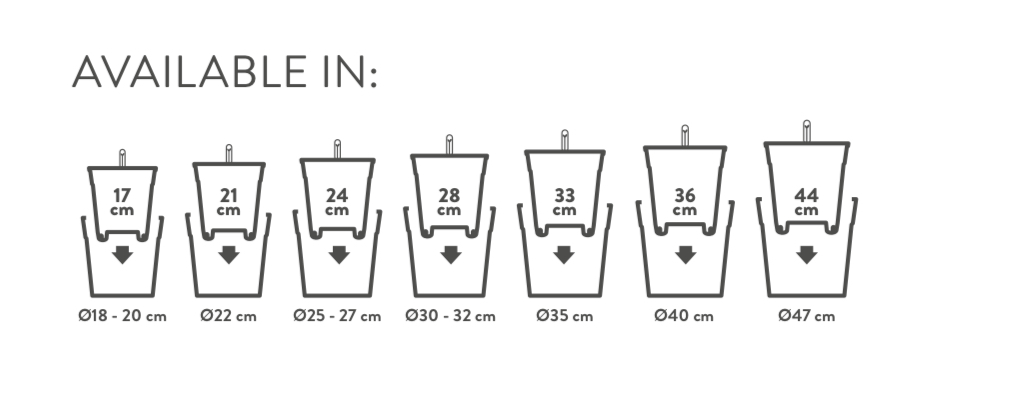 AVAILABLE IN:
17 cm
21 cm
24 cm
28 cm
33 cm
36 cm
44 cm
Ø18 - 20 cm
Ø22 cm
Ø25 - 27 cm
Ø30 - 32 cm
Ø35 cm
Ø40 cm
Ø47 cm